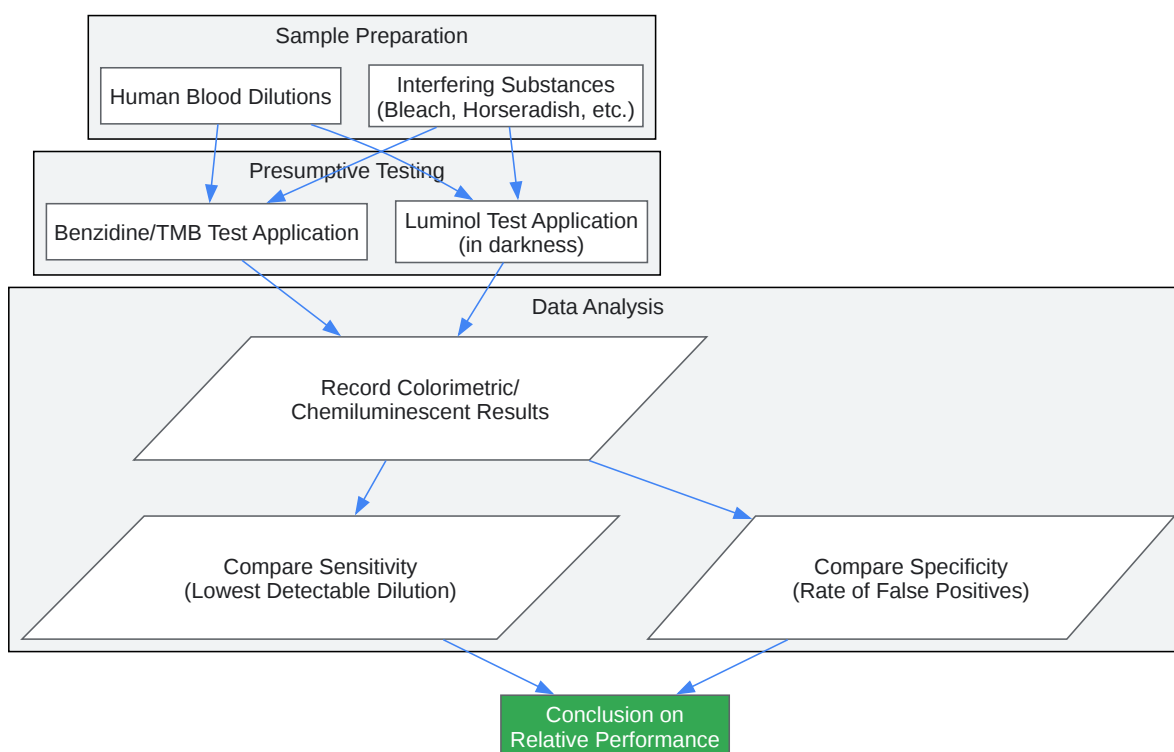 Sample Preparation
Human Blood Dilutions
Interfering Substances
(Bleach, Horseradish, etc.)
Presumptive Testing
Benzidine/TMB Test Application
Luminol Test Application
(in darkness)
Data Analysis
Record Colorimetric/
Chemiluminescent Results
Compare Sensitivity
(Lowest Detectable Dilution)
Compare Specificity
(Rate of False Positives)
Conclusion on
Relative Performance